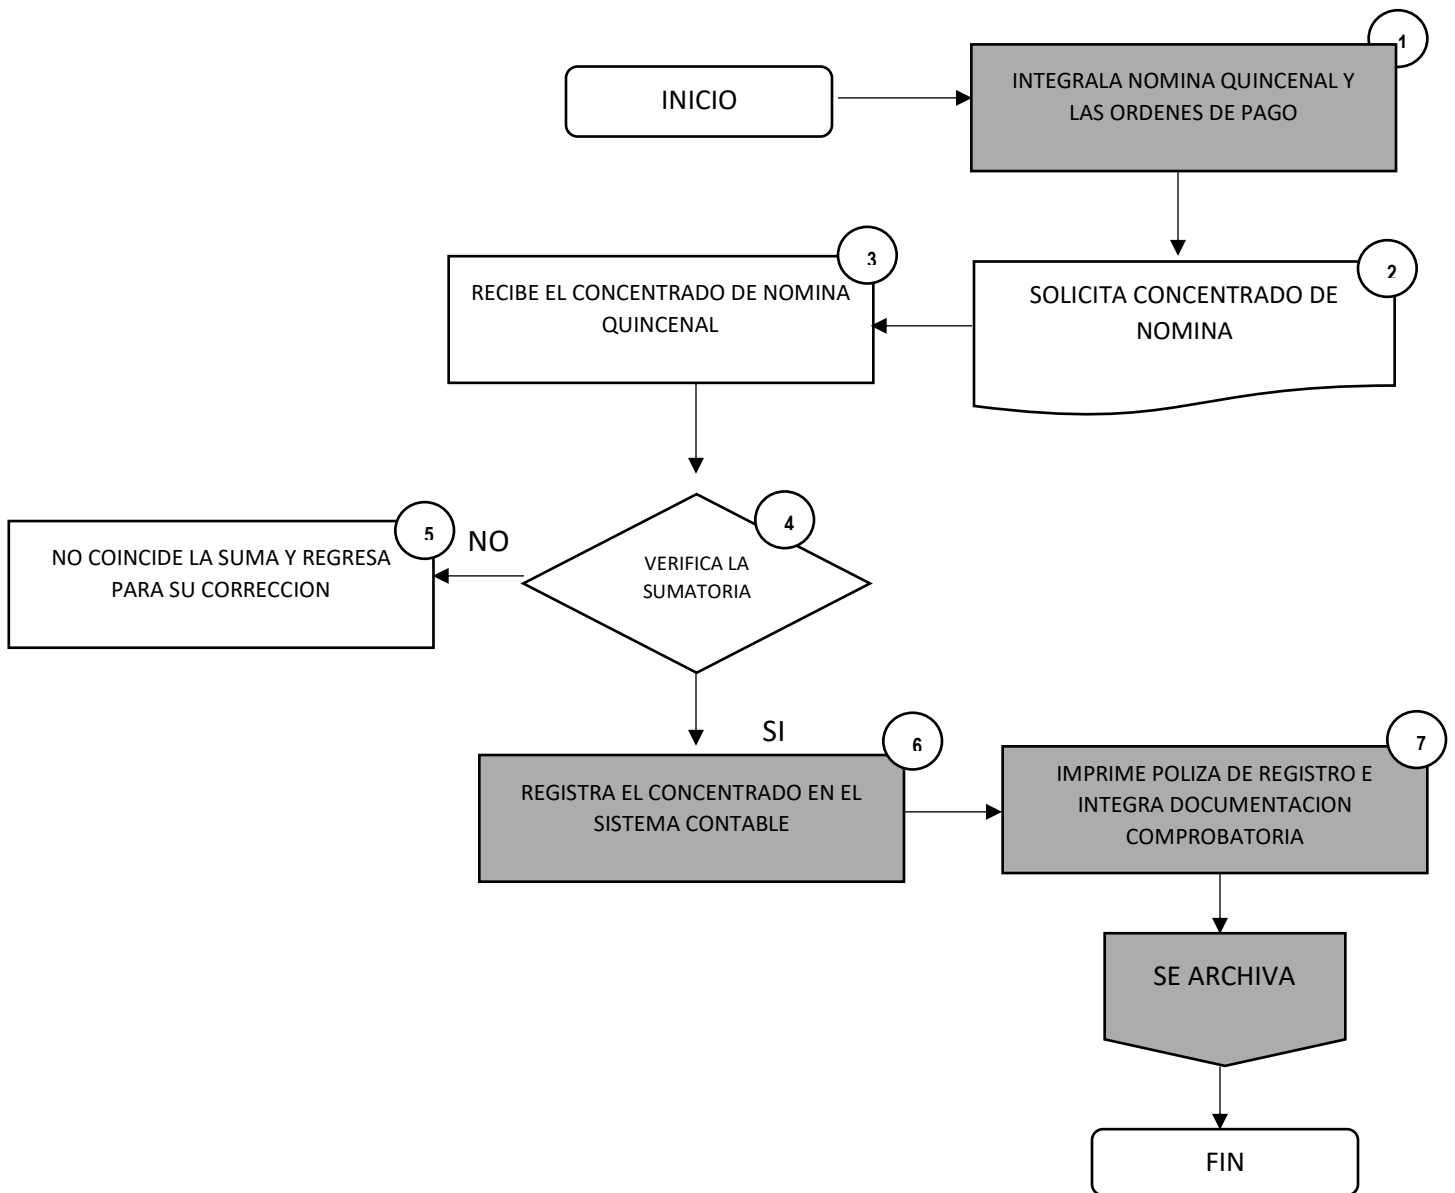 INICIO
1
INTEGRALA NOMINA QUINCENAL Y
LAS ORDENES DE PAGO
2
SOLICITA CONCENTRADO DE
NOMINA
3
RECIBE EL CONCENTRADO DE NOMINA
QUINCENAL
4
VERIFICA LA
SUMATORIA
NO
5
NO COINCIDE LA SUMA Y REGRESA
PARA SU CORRECCION
SI
6
REGISTRA EL CONCENTRADO EN EL
SISTEMA CONTABLE
7
IMPRIME POLIZA DE REGISTRO E
INTEGRA DOCUMENTACION
COMPROBATORIA
SE ARCHIVA
FIN